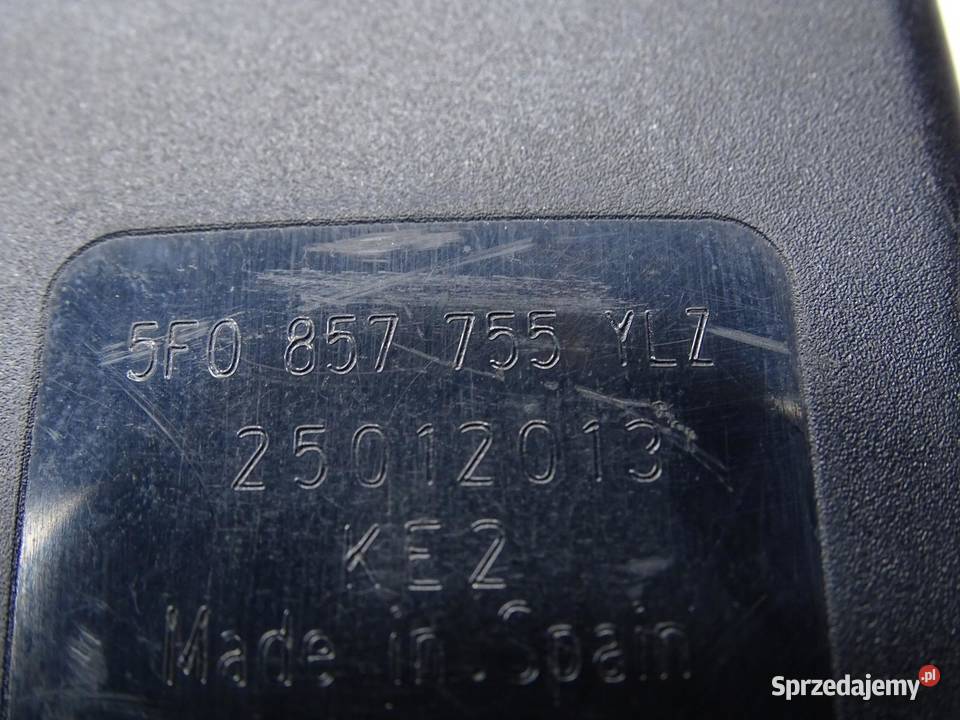 5F0 857 755 YLZ
25012013
KE2
Made in Spain
Sprzedajemy.pl